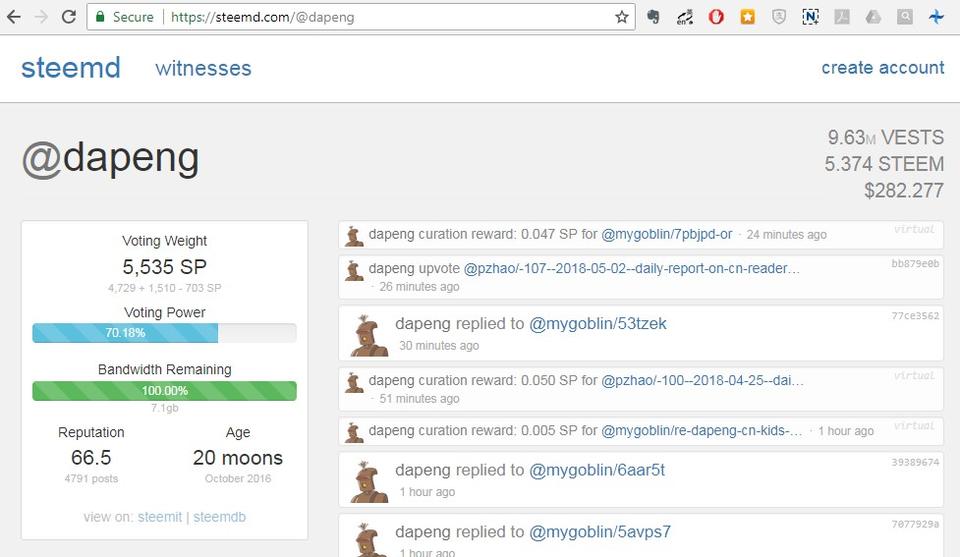 Secure https://steemd.com/@dapeng
en
steemd witnesses create account
@dapeng
9.63M VESTS
5.374 STEEM
$282.277
Voting Weight
5,535 SP
4,729 + 1,510 - 703 SP
Voting Power
70.18%
Bandwidth Remaining
100.00%
7.1gb
Reputation Age
66.5 20 moons
4791 posts October 2016
view on: steemit | steemdb
dapeng curation reward: 0.047 SP for @mygoblin/7pbjpd-or · 24 minutes ago virtual
dapeng upvote @pzhao/-107--2018-05-02--daily-report-on-cn-reader… bb879e0b
· 26 minutes ago
dapeng replied to @mygoblin/53tzek 77ce3562
30 minutes ago
dapeng curation reward: 0.050 SP for @pzhao/-100--2018-04-25--dai… virtual
· 51 minutes ago
dapeng curation reward: 0.005 SP for @mygoblin/re-dapeng-cn-kids-… · 1 hour ago virtual
dapeng replied to @mygoblin/6aar5t 39389674
1 hour ago
dapeng replied to @mygoblin/5avps7 7077929a
1 hour ago